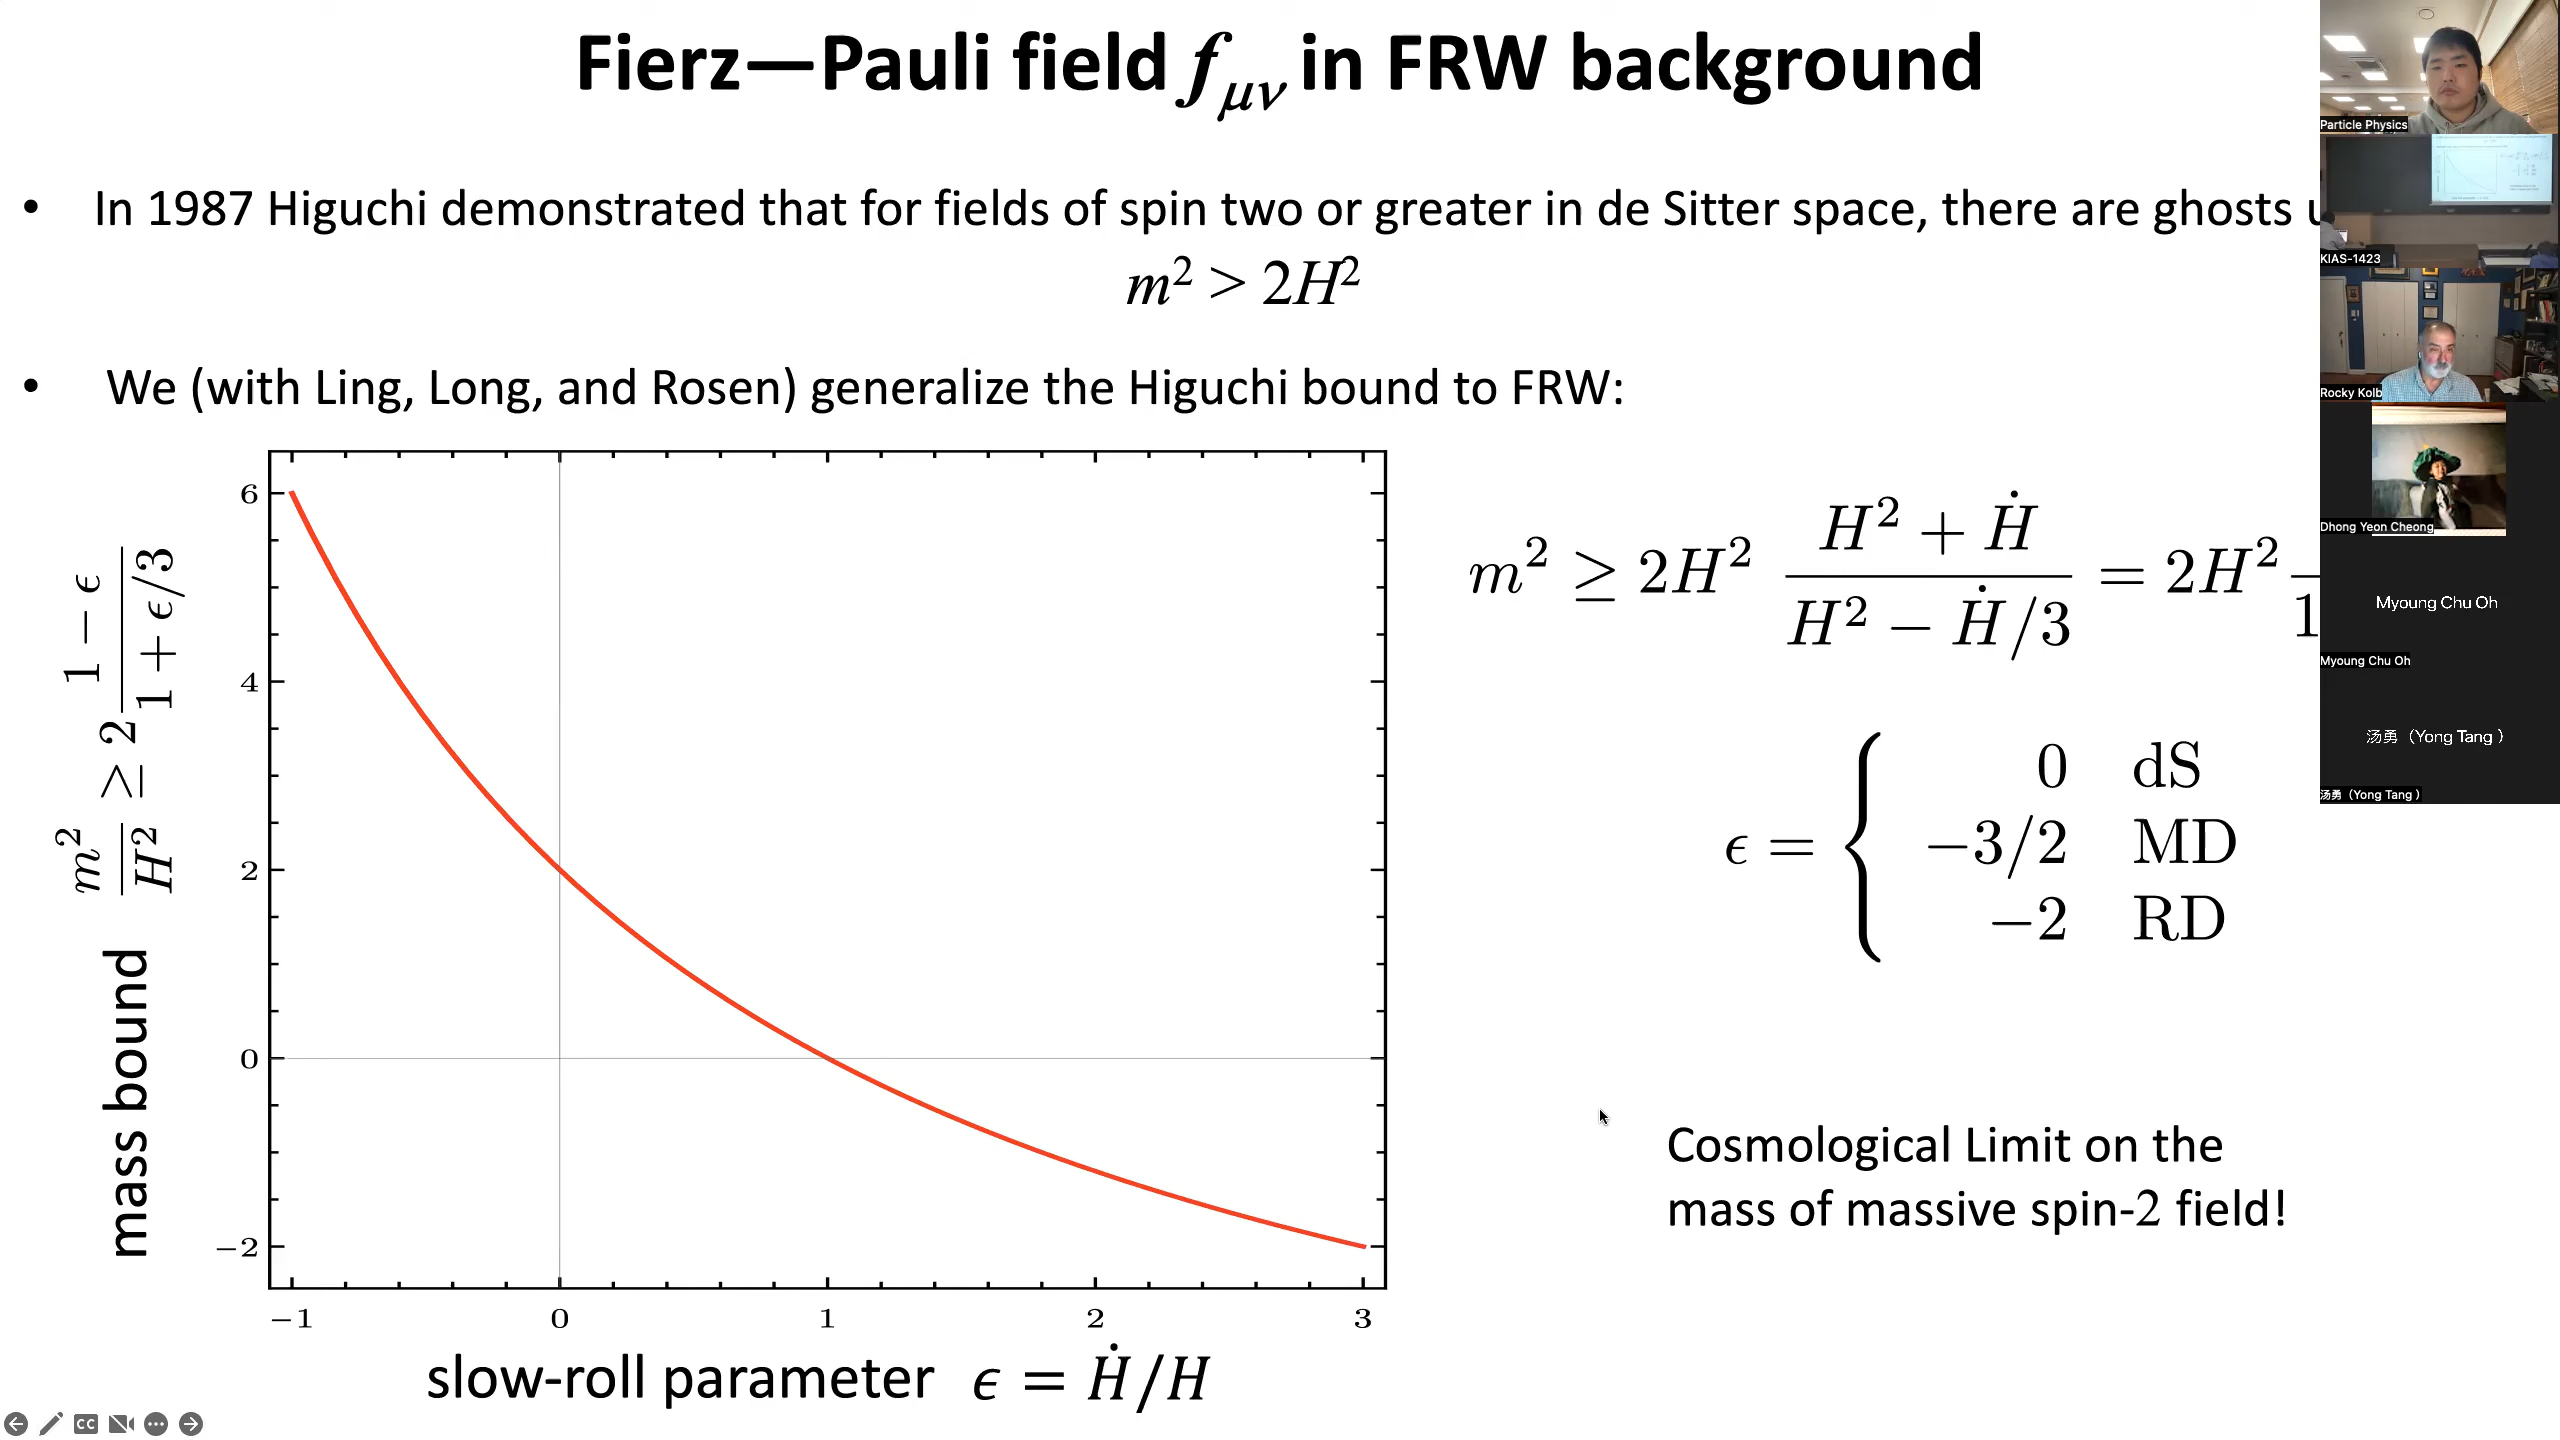 Fierz—Pauli field f_{μν} in FRW background
• In 1987 Higuchi demonstrated that for fields of spin two or greater in de Sitter space, there are ghosts
m² > 2H²
• We (with Ling, Long, and Rosen) generalize the Higuchi bound to FRW:
mass bound m²/H² ≥ 2 (1 − ϵ)/(1 + ϵ/3)
6
4
2
0
−2
−1 0 1 2 3
slow-roll parameter ϵ = Ḣ/H
m² ≥ 2H² (H² + Ḣ)/(H² − Ḣ/3) = 2H²
ϵ = {
0 dS
−3/2 MD
−2 RD
Cosmological Limit on the
mass of massive spin-2 field!
Particle Physics
KIAS-1423
Rocky Kolb
Dhong Yeon Cheong
Myoung Chu Oh
Myoung Chu Oh
汤勇（Yong Tang ）
汤勇（Yong Tang ）
CC